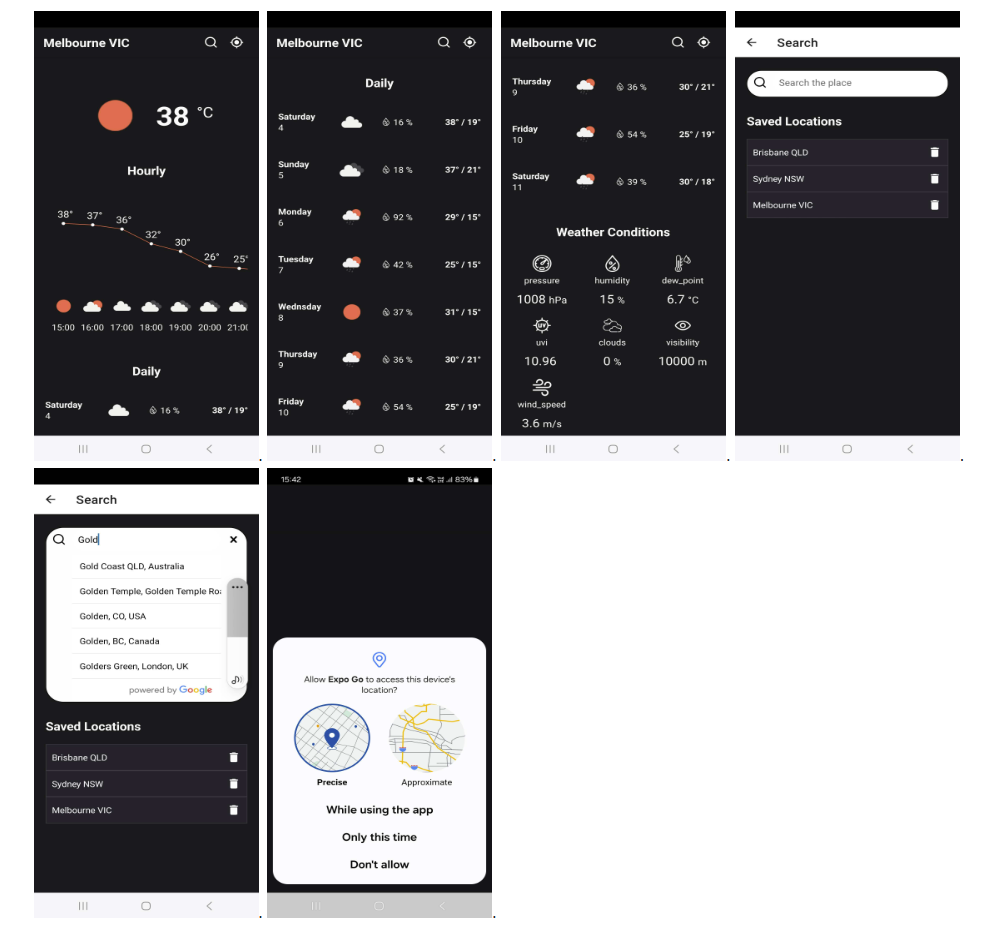 Melbourne VIC
38 °C
Hourly
38° 37° 36° 32° 30° 26° 25°
15:00 16:00 17:00 18:00 19:00 20:00 21:00
Daily
Saturday 16 % 38° / 19°
4
Melbourne VIC
Daily
Saturday 16 % 38° / 19°
4
Sunday 18 % 37° / 21°
5
Monday 92 % 29° / 15°
6
Tuesday 42 % 25° / 15°
7
Wednsday 37 % 31° / 15°
8
Thursday 36 % 30° / 21°
9
Friday 54 % 25° / 19°
10
Melbourne VIC
Thursday 36 % 30° / 21°
9
Friday 54 % 25° / 19°
10
Saturday 39 % 30° / 18°
11
Weather Conditions
pressure humidity dew_point
1008 hPa 15 % 6.7 °C
UV
uvi clouds visibility
10.96 0 % 10000 m
wind_speed
3.6 m/s
Search
Search the place
Saved Locations
Brisbane QLD
Sydney NSW
Melbourne VIC
Search
Gold
Gold Coast QLD, Australia
Golden Temple, Golden Temple Ro
Golden, CO, USA
Golden, BC, Canada
Golders Green, London, UK
powered by Google
Saved Locations
Brisbane QLD
Sydney NSW
Melbourne VIC
15:42 83%
Allow Expo Go to access this device's
location?
Precise Approximate
While using the app
Only this time
Don't allow